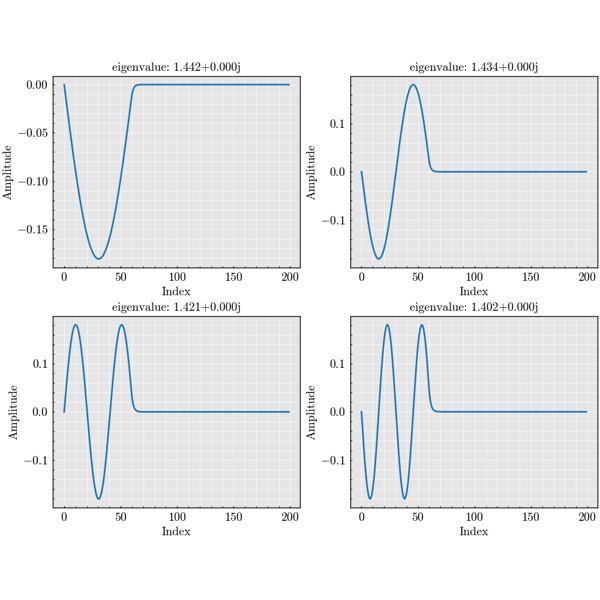 eigenvalue: 1.442+0.000j
eigenvalue: 1.434+0.000j
Amplitude
0.00
−0.05
−0.10
−0.15
0 50 100 150 200
Index
Amplitude
0.1
0.0
−0.1
0 50 100 150 200
Index
eigenvalue: 1.421+0.000j
eigenvalue: 1.402+0.000j
Amplitude
0.1
0.0
−0.1
0 50 100 150 200
Index
Amplitude
0.1
0.0
−0.1
0 50 100 150 200
Index